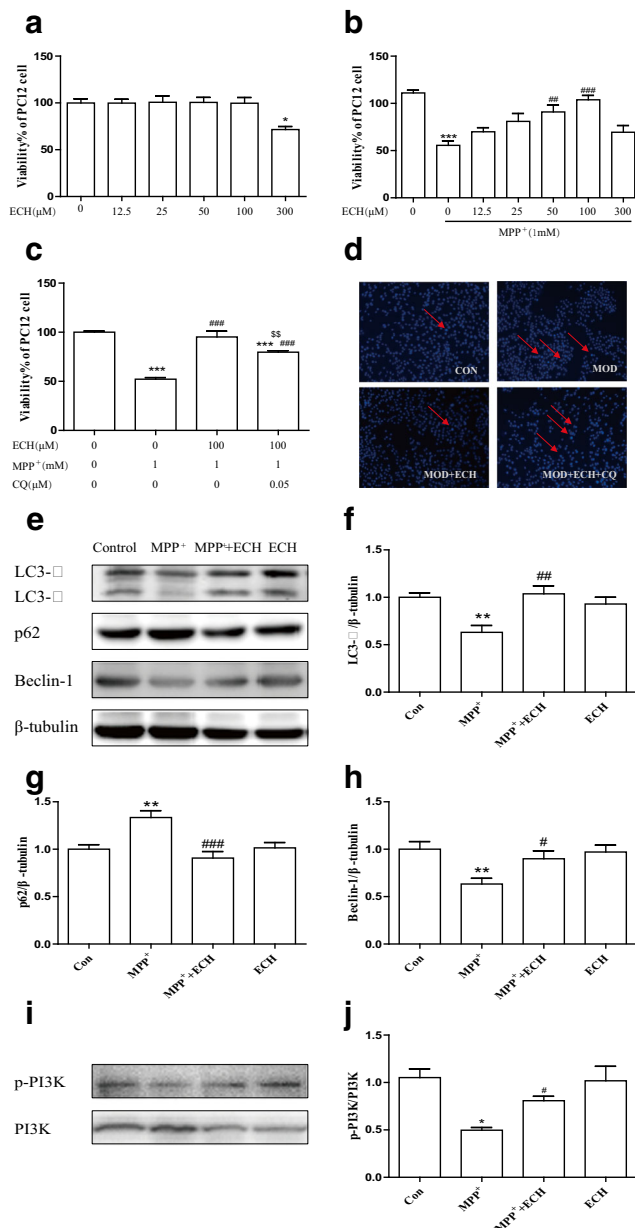 a
Viability% of PC12 cell
150
100
50
0
*
ECH(μM) 0 12.5 25 50 100 300
b
Viability% of PC12 cell
150
100
50
0
*** ## ###
ECH(μM) 0 0 12.5 25 50 100 300
MPP⁺(1mM)
c
Viability% of PC12 cell
150
100
50
0
***
###
$$
*** ###
ECH(μM) 0 0 100 100
MPP⁺(mM) 0 1 1 1
CQ(μM) 0 0 0 0.05
d
CON
MOD
MOD+ECH
MOD+ECH+CQ
e
Control MPP⁺ MPP⁺+ECH ECH
LC3-□
LC3-□
p62
Beclin-1
β-tubulin
f
LC3-□/β-tubulin
1.5
1.0
0.5
0.0
** ##
Con MPP⁺ MPP⁺+ECH ECH
g
p62/β-tubulin
1.5
1.0
0.5
0.0
** ###
Con MPP⁺ MPP⁺+ECH ECH
h
Beclin-1/β-tubulin
1.5
1.0
0.5
0.0
** #
Con MPP⁺ MPP⁺+ECH ECH
i
p-PI3K
PI3K
j
p-PI3K/PI3K
1.5
1.0
0.5
0.0
* #
Con MPP⁺ MPP⁺+ECH ECH